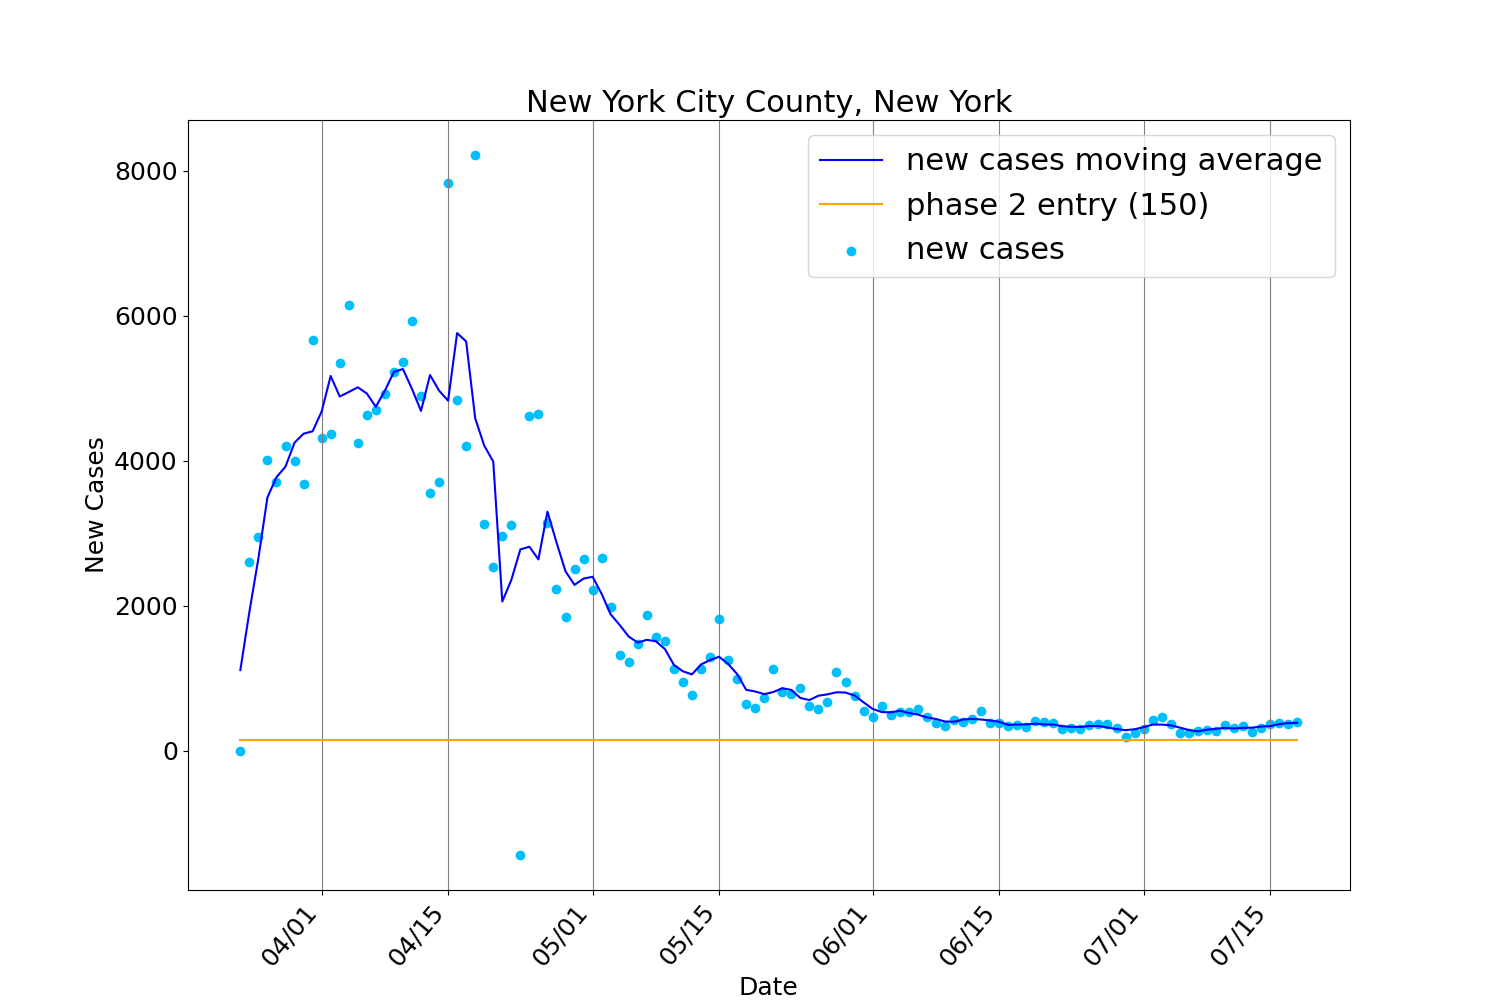 New York City County, New York
new cases moving average
phase 2 entry (150)
new cases
8000
6000
4000
2000
0
New Cases
04/01
04/15
05/01
05/15
06/01
06/15
07/01
07/15
Date